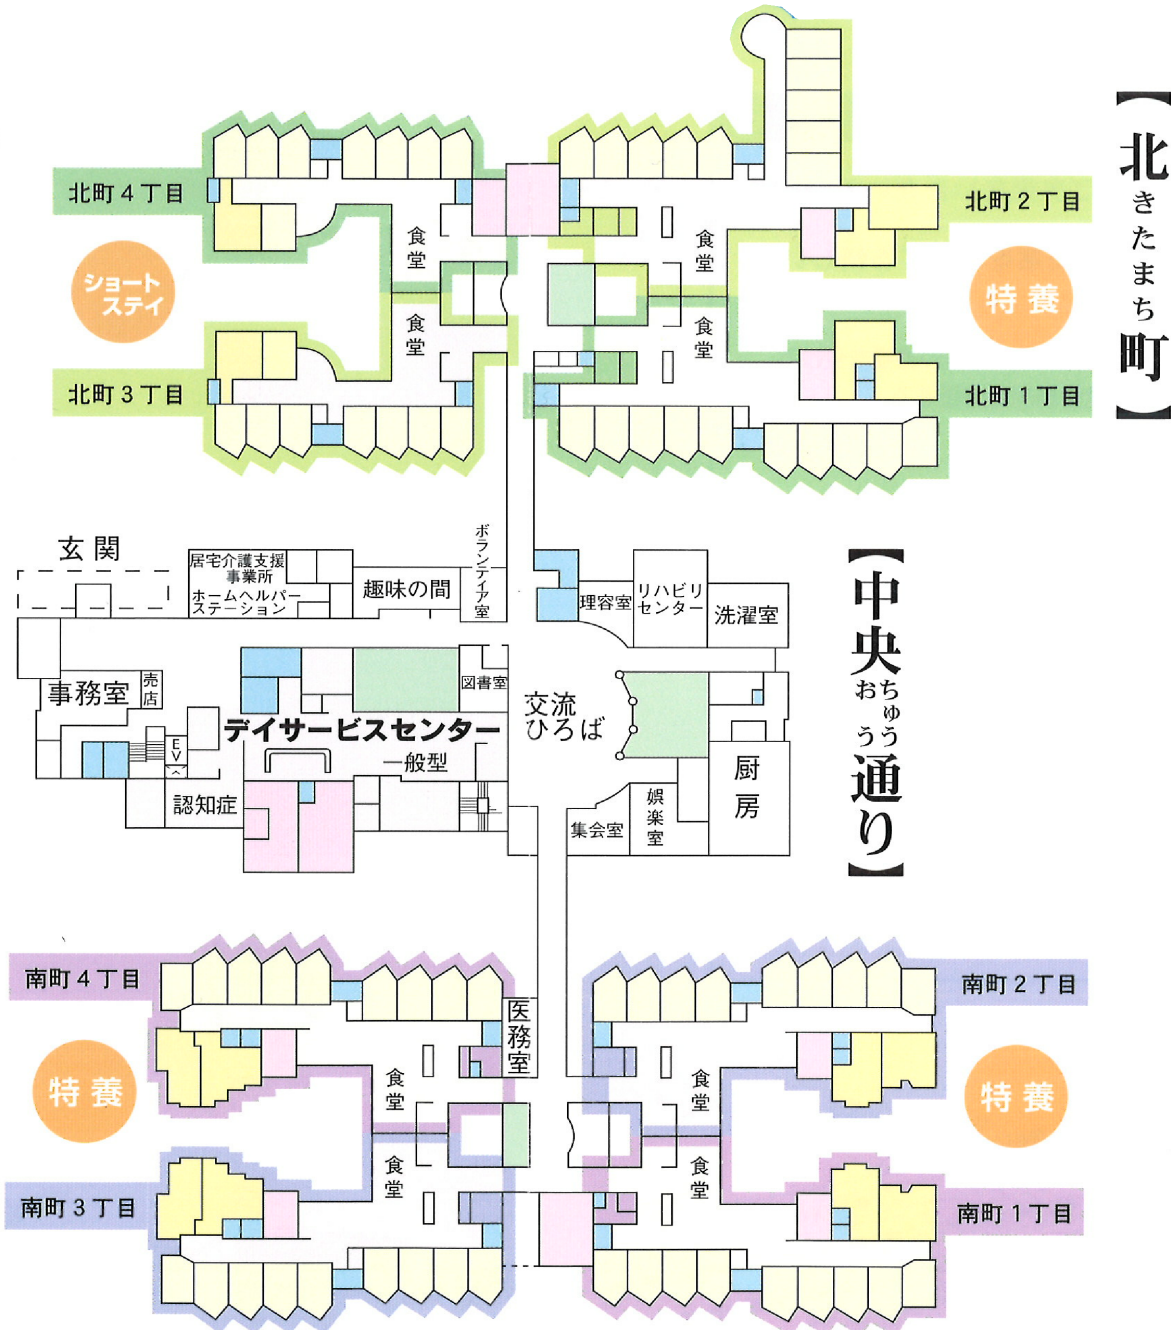 【北町】
きたまち
北町4丁目
北町2丁目
ショート
ステイ
特養
食堂
食堂
食堂
食堂
北町3丁目
北町1丁目
【中央通り】
ちゅう
おう
玄関
居宅介護支援
事業所
ホームヘルパー
ステーション
趣味の間
ボランティア室
理容室
リハビリ
センター
洗濯室
事務室
売店
図書室
交流
ひろば
デイサービスセンター
一般型
EV
認知症
厨房
集会室
娯楽室
南町4丁目
南町2丁目
医務室
特養
特養
食堂
食堂
食堂
食堂
南町3丁目
南町1丁目